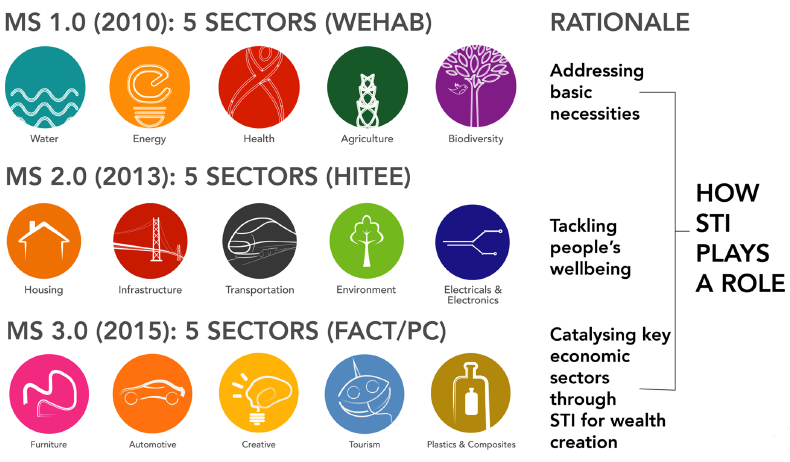 MS 1.0 (2010): 5 SECTORS (WEHAB)
RATIONALE
Water
Energy
Health
Agriculture
Biodiversity
Addressing
basic
necessities
MS 2.0 (2013): 5 SECTORS (HITEE)
Housing
Infrastructure
Transportation
Environment
Electricals &
Electronics
Tackling
people's
wellbeing
MS 3.0 (2015): 5 SECTORS (FACT/PC)
Furniture
Automotive
Creative
Tourism
Plastics & Composites
Catalysing key
economic
sectors
through
STI for wealth
creation
HOW
STI
PLAYS
A ROLE